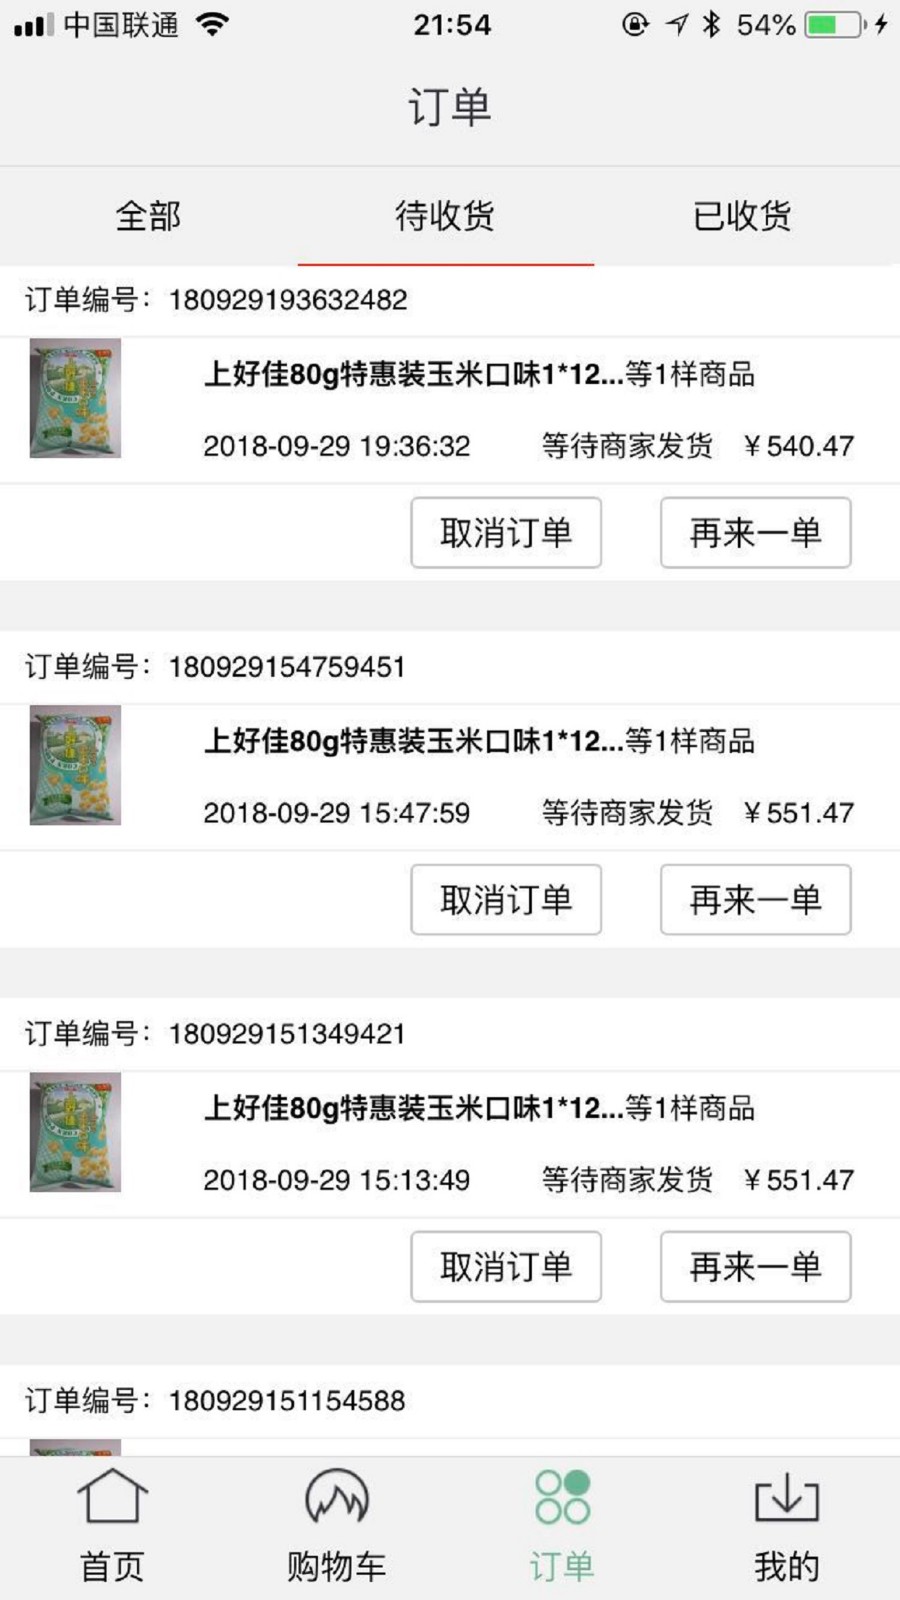 中国联通 21:54 54%
订单
全部 待收货 已收货
订单编号：180929193632482
上好佳80g特惠装玉米口味1*12...等1样商品
2018-09-29 19:36:32 等待商家发货 ￥540.47
取消订单 再来一单
订单编号：180929154759451
上好佳80g特惠装玉米口味1*12...等1样商品
2018-09-29 15:47:59 等待商家发货 ￥551.47
取消订单 再来一单
订单编号：180929151349421
上好佳80g特惠装玉米口味1*12...等1样商品
2018-09-29 15:13:49 等待商家发货 ￥551.47
取消订单 再来一单
订单编号：180929151154588
首页 购物车 订单 我的